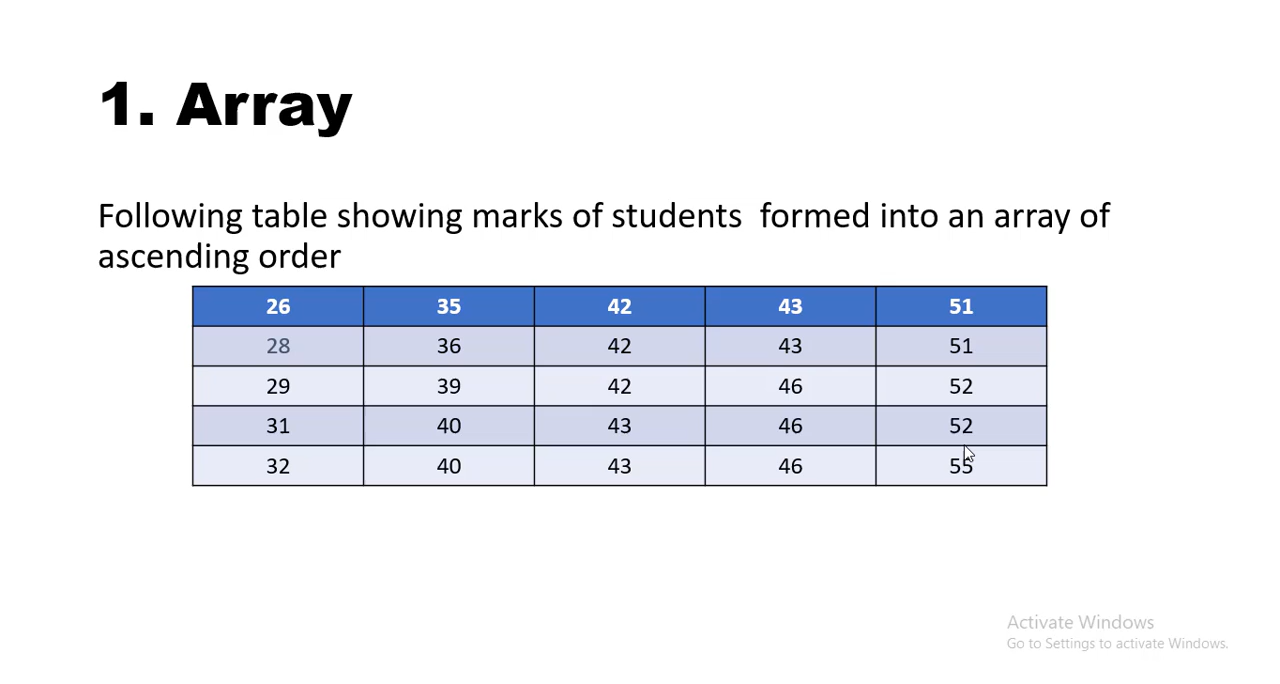 1. Array
Following table showing marks of students formed into an array of
ascending order
26 35 42 43 51
28 36 42 43 51
29 39 42 46 52
31 40 43 46 52
32 40 43 46 55
Activate Windows
Go to Settings to activate Windows.